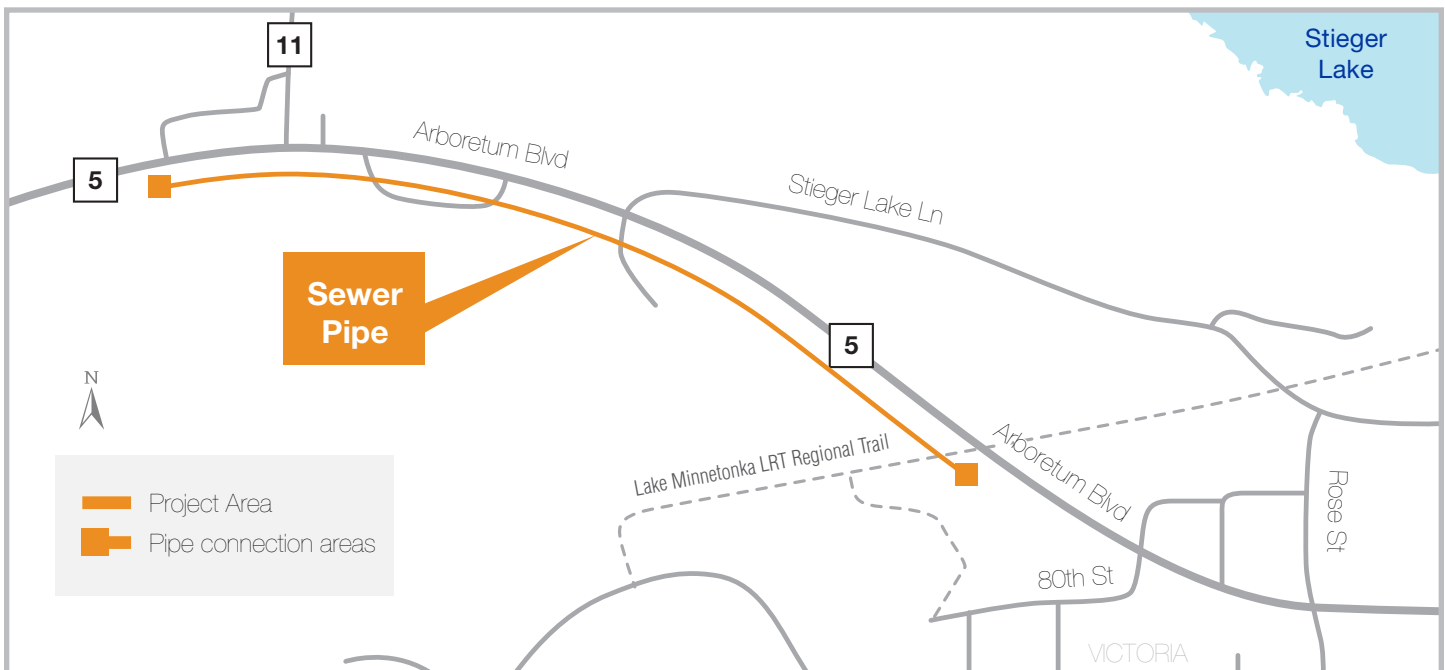 11
Stieger
Lake
Arboretum Blvd
5
Stieger Lake Ln
Sewer
Pipe
5
N
Lake Minnetonka LRT Regional Trail
Arboretum Blvd
Rose St
Project Area
Pipe connection areas
80th St
VICTORIA